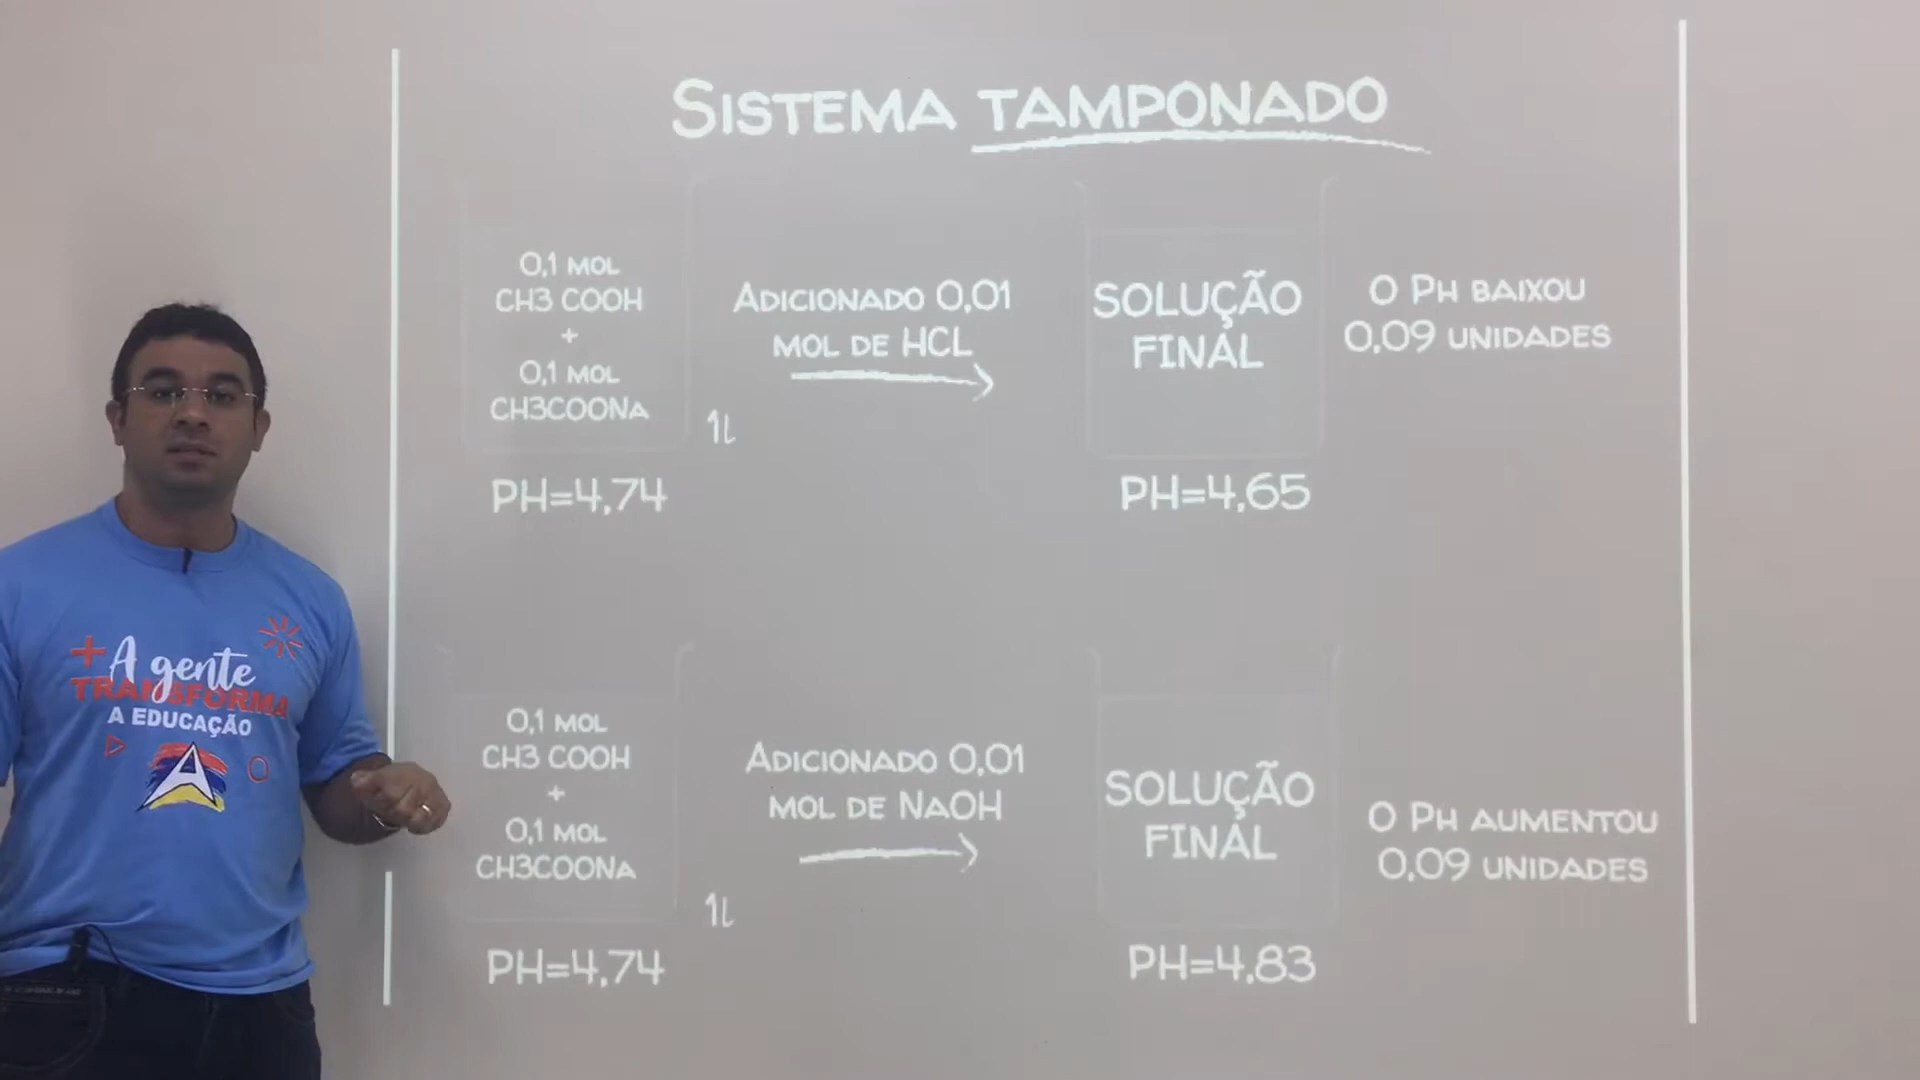 SISTEMA TAMPONADO
0,1 MOL
CH3 COOH
+
0,1 MOL
CH3COONA
1L
PH=4,74
ADICIONADO 0,01
MOL DE HCL
SOLUÇÃO
FINAL
PH=4,65
O PH BAIXOU
0,09 UNIDADES
0,1 MOL
CH3 COOH
+
0,1 MOL
CH3COONA
1L
PH=4,74
ADICIONADO 0,01
MOL DE NAOH
SOLUÇÃO
FINAL
PH=4,83
O PH AUMENTOU
0,09 UNIDADES
A gente
TRANSFORMA
A EDUCAÇÃO